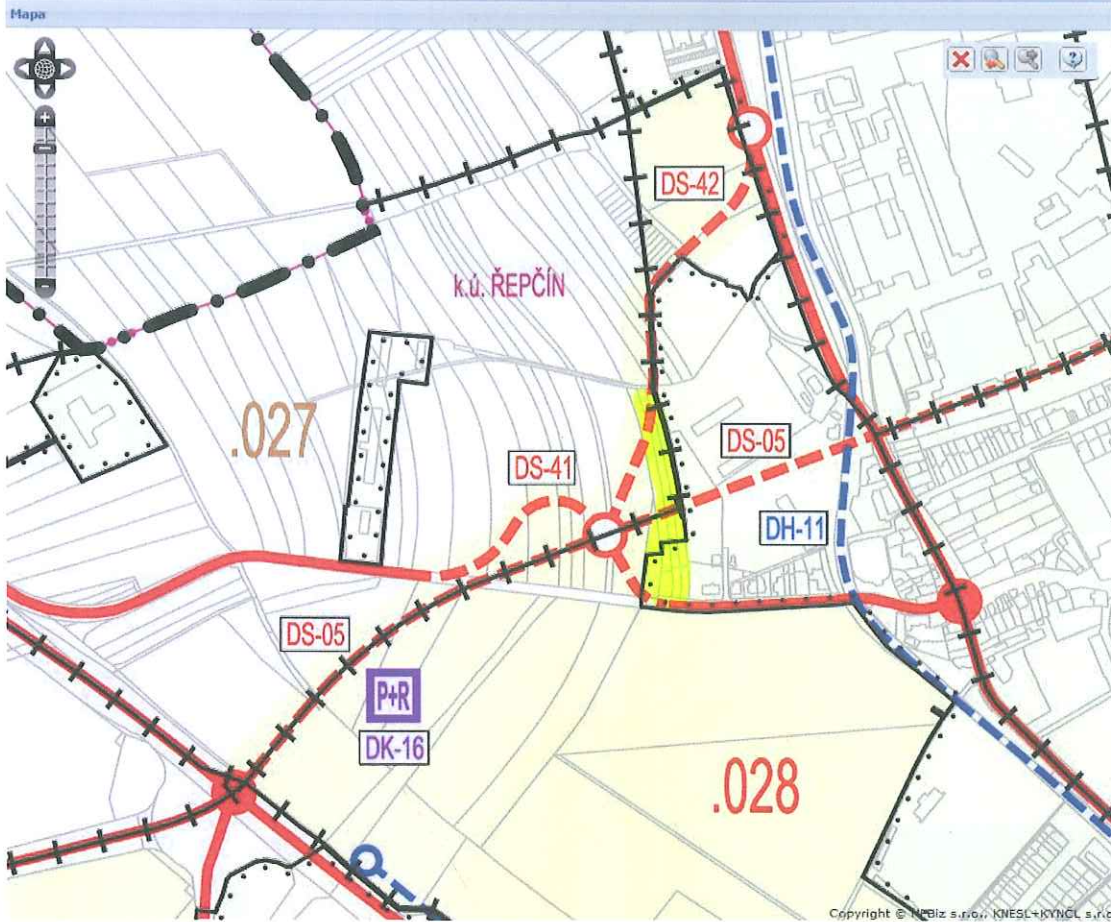 Mapa
DS-42
k.ú. ŘEPČÍN
.027
DS-41
DS-05
DH-11
DS-05
P+R
DK-16
.028
Copyright © HFBiz s.r.o., KNESL+KYNČL s.r.o.